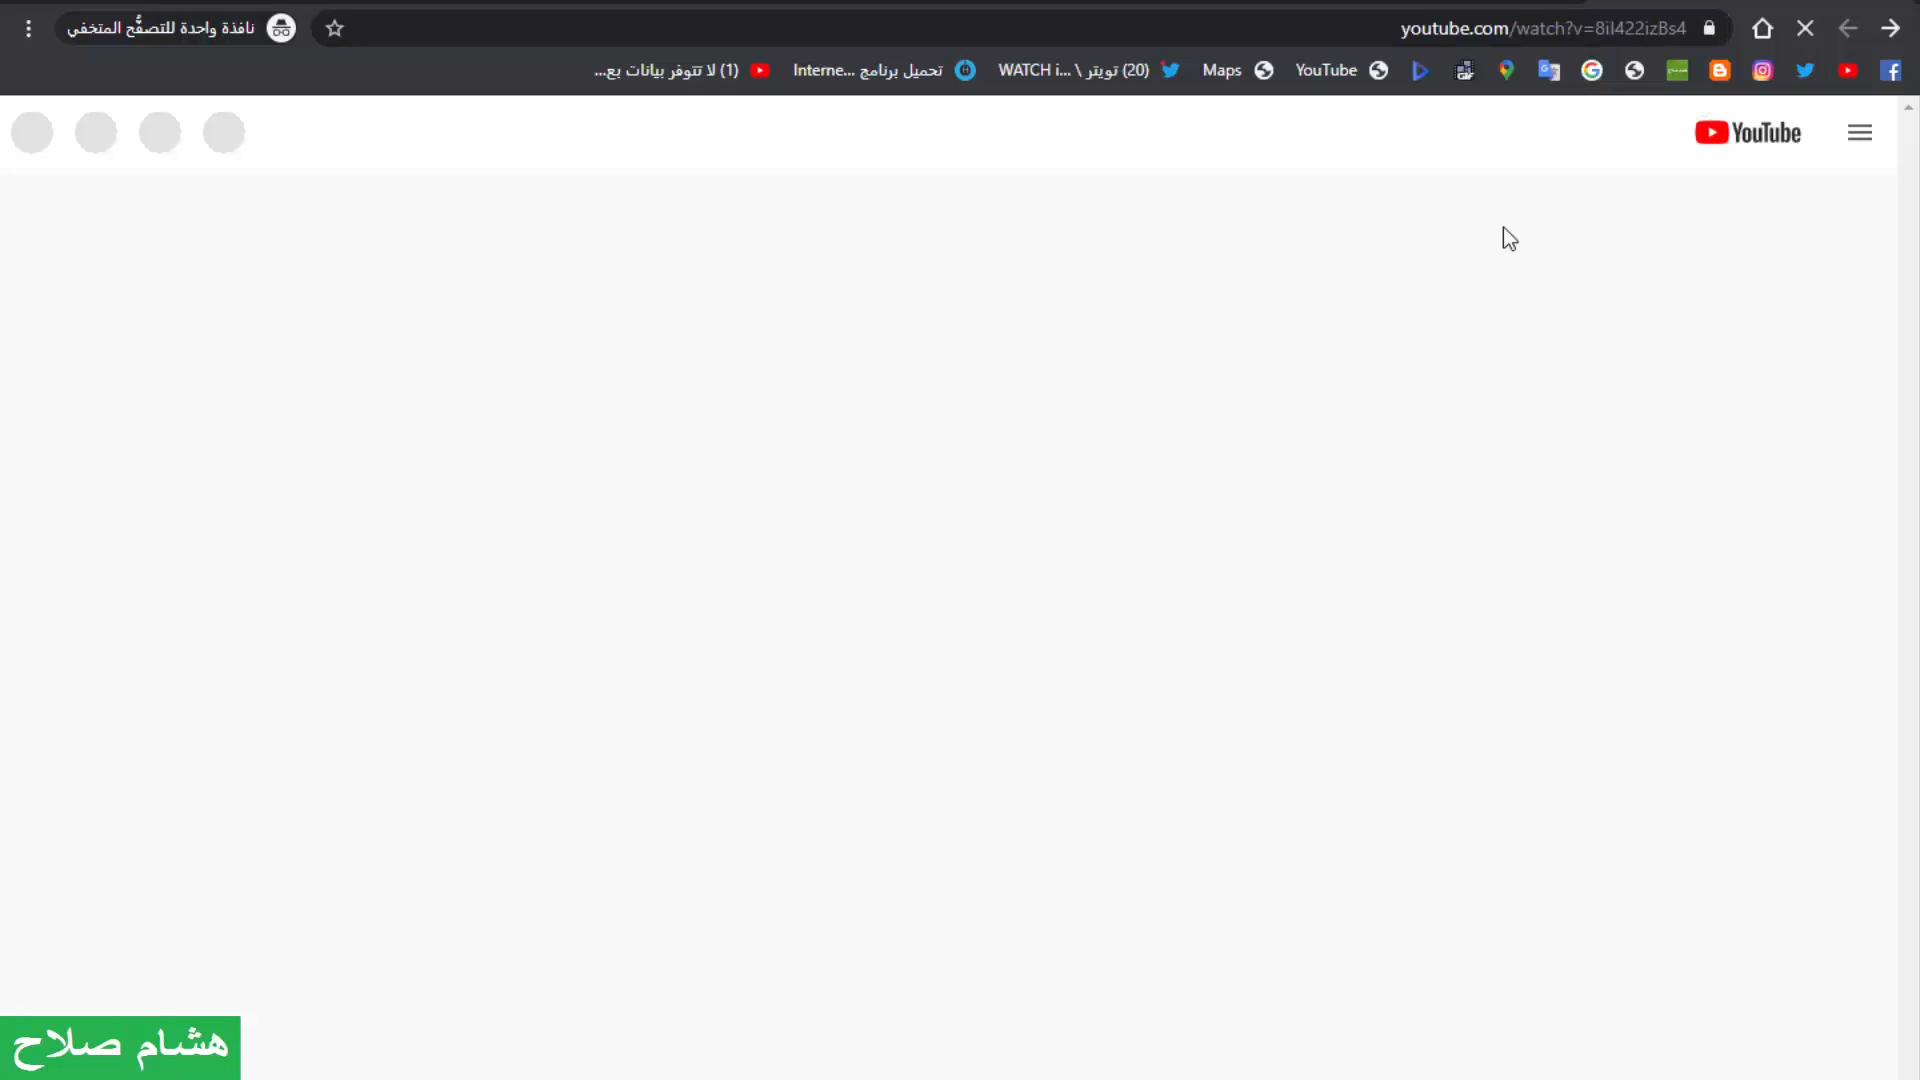 youtube.com/watch?v=8iI422izBs4
نافذة واحدة للتصفُّح المتخفي
YouTube
Maps
(20) تويتر \ WATCH i...
تحميل برنامج Interne...
(1) لا تتوفر بيانات بع...
YouTube
هشام صلاح